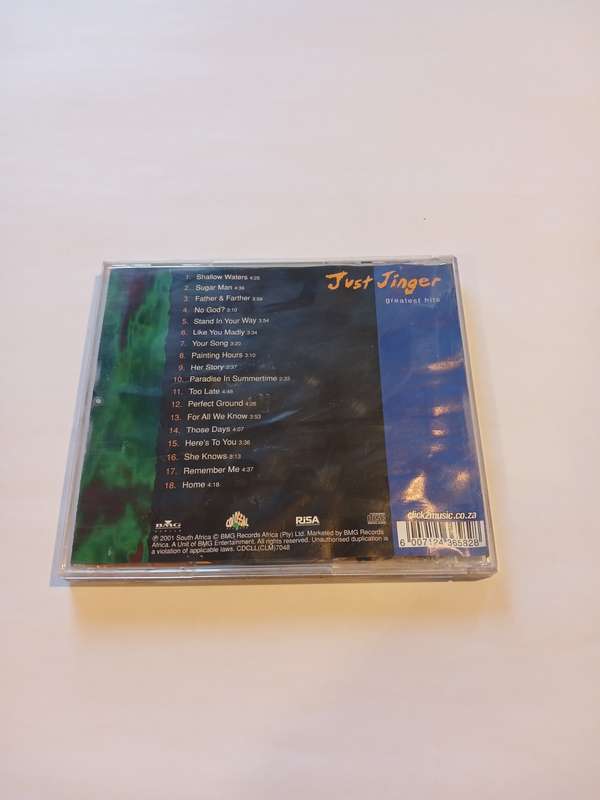 Just Jinger
greatest hits
1. Shallow Waters 4:25
2. Sugar Man 4:36
3. Father & Farther 3:59
4. No God? 3:10
5. Stand In Your Way 3:54
6. Like You Madly 3:34
7. Your Song 3:20
8. Painting Hours 3:10
9. Her Story 3:37
10. Paradise In Summertime 2:33
11. Too Late 4:48
12. Perfect Ground 4:26
13. For All We Know 3:53
14. Those Days 4:07
15. Here's To You 3:36
16. She Knows 3:13
17. Remember Me 4:37
18. Home 4:18
BMG
RiSA
click2music.co.za
℗ 2001 South Africa © BMG Records Africa (Pty) Ltd. Marketed by BMG Records
Africa. A Unit of BMG Entertainment. All rights reserved. Unauthorised duplication is
a violation of applicable laws. CDCLL(CLM)7048
6 007124 365828